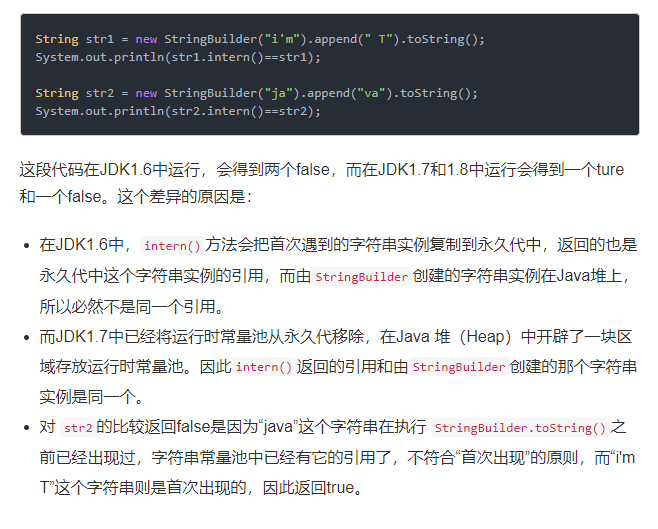 String str1 = new StringBuilder("i'm").append(" T").toString();
System.out.println(str1.intern()==str1);
String str2 = new StringBuilder("ja").append("va").toString();
System.out.println(str2.intern()==str2);
这段代码在JDK1.6中运行，会得到两个false，而在JDK1.7和1.8中运行会得到一个ture
和一个false。这个差异的原因是：
• 在JDK1.6中， intern() 方法会把首次遇到的字符串实例复制到永久代中，返回的也是
永久代中这个字符串实例的引用，而由 StringBuilder 创建的字符串实例在Java堆上，
所以必然不是同一个引用。
• 而JDK1.7中已经将运行时常量池从永久代移除，在Java 堆（Heap）中开辟了一块区
域存放运行时常量池。因此 intern() 返回的引用和由 StringBuilder 创建的那个字符串
实例是同一个。
• 对 str2 的比较返回false是因为“java”这个字符串在执行 StringBuilder.toString() 之
前已经出现过，字符串常量池中已经有它的引用了，不符合“首次出现”的原则，而“i'm
T”这个字符串则是首次出现的，因此返回true。